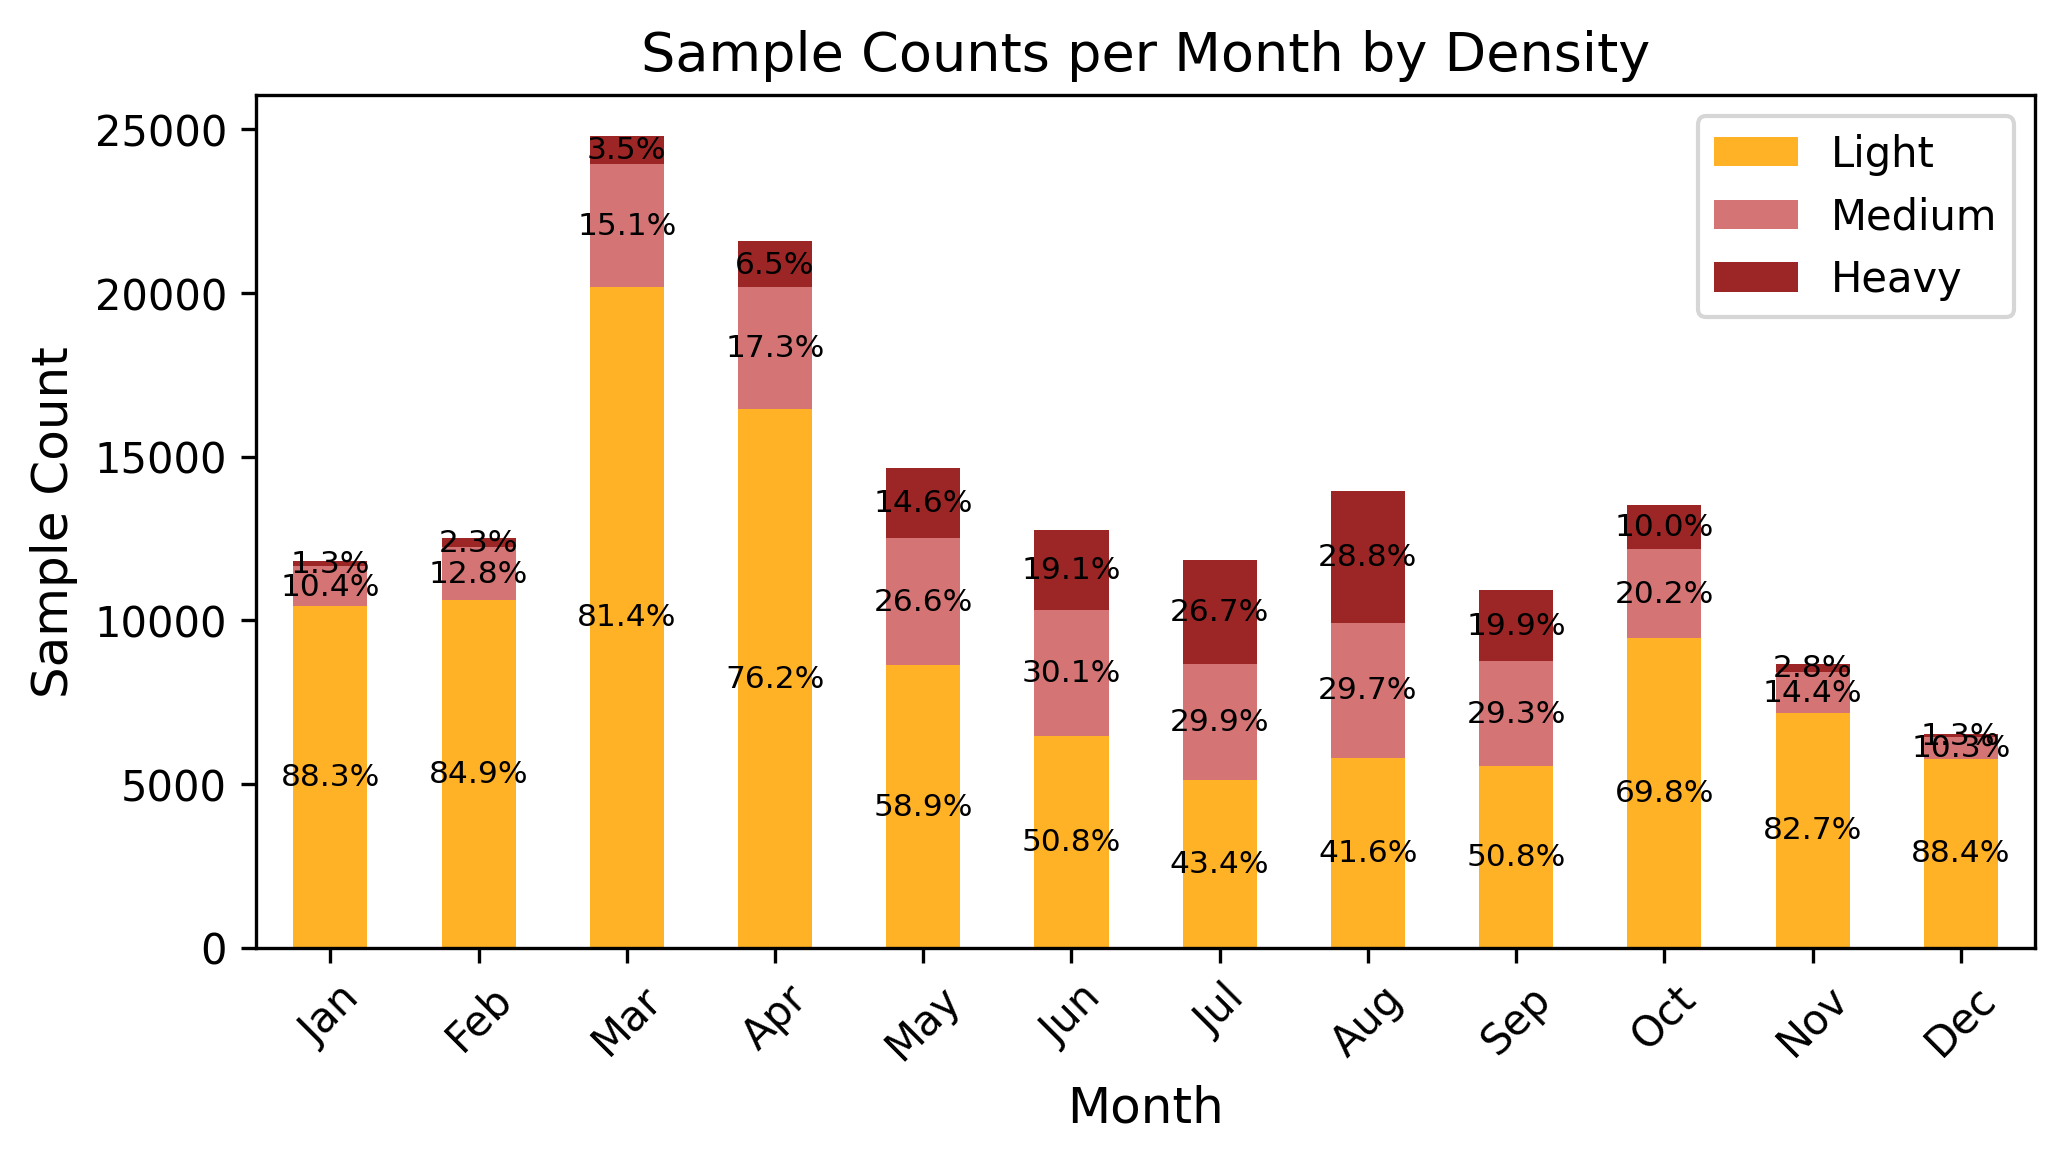 Sample Counts per Month by Density
Light
Medium
Heavy
Sample Count
25000
20000
15000
10000
5000
0
1.3%
10.4%
88.3%
2.3%
12.8%
84.9%
3.5%
15.1%
81.4%
6.5%
17.3%
76.2%
14.6%
26.6%
58.9%
19.1%
30.1%
50.8%
26.7%
29.9%
43.4%
28.8%
29.7%
41.6%
19.9%
29.3%
50.8%
10.0%
20.2%
69.8%
2.8%
14.4%
82.7%
1.3%
10.3%
88.4%
Jan
Feb
Mar
Apr
May
Jun
Jul
Aug
Sep
Oct
Nov
Dec
Month